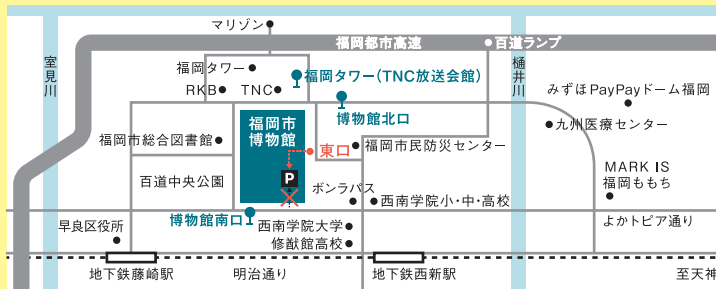 マリゾン
福岡都市高速
百道ランプ
室見川
樋井川
福岡タワー
福岡タワー(TNC放送会館)
RKB
TNC
みずほPayPayドーム福岡
博物館北口
福岡市
博物館
九州医療センター
福岡市総合図書館
東口
福岡市民防災センター
P
百道中央公園
MARK IS
福岡ももち
ボンラパス
西南学院小・中・高校
博物館南口
よかトピア通り
早良区役所
西南学院大学
修猷館高校
地下鉄藤崎駅
明治通り
地下鉄西新駅
至天神